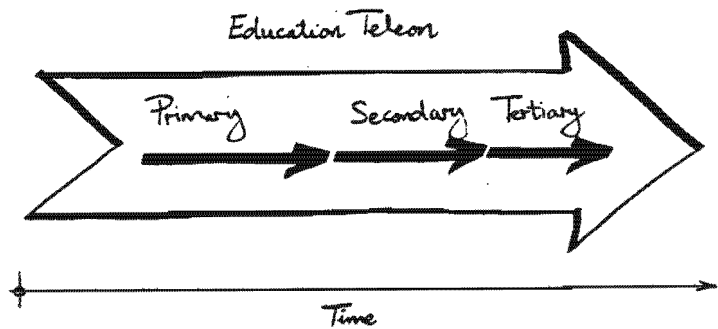 Education Teleon
Primary
Secondary
Tertiary
Time